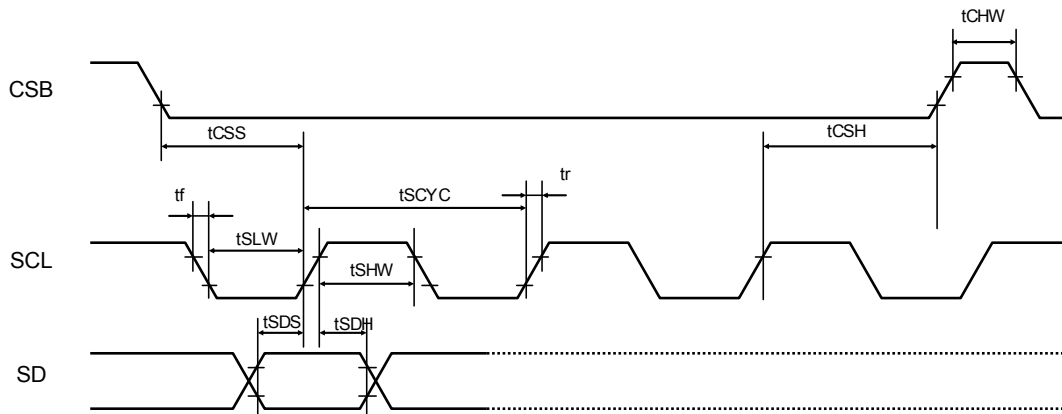 tCHW
CSB
tCSS
tCSH
tf
tSCYC
tr
tSLW
SCL
tSHW
tSDS
tSDH
SD